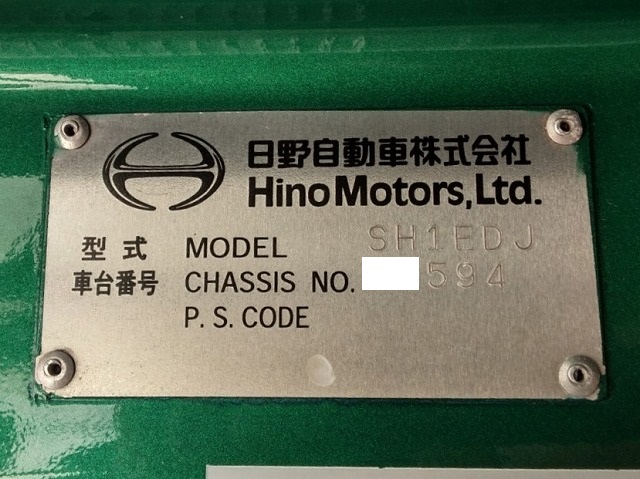 日野自動車株式会社
Hino Motors, Ltd.
型式 MODEL SH1EDJ
車台番号 CHASSIS NO. 594
P. S. CODE